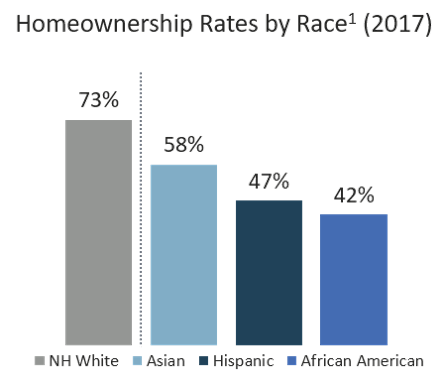 Homeownership Rates by Race¹ (2017)
73%
58%
47%
42%
NH White Asian Hispanic African American